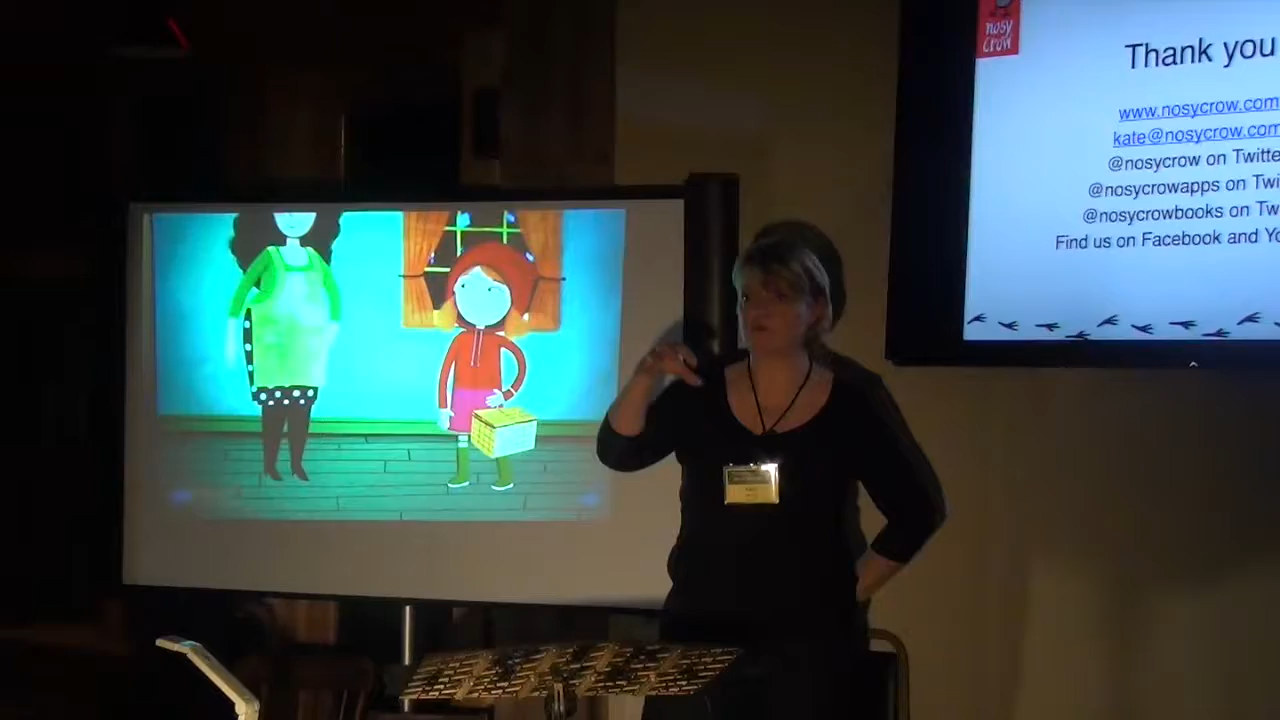 nosy
crow
Thank you
www.nosycrow.com
kate@nosycrow.com
@nosycrow on Twitte
@nosycrowapps on Twi
@nosycrowbooks on Tw
Find us on Facebook and Yo